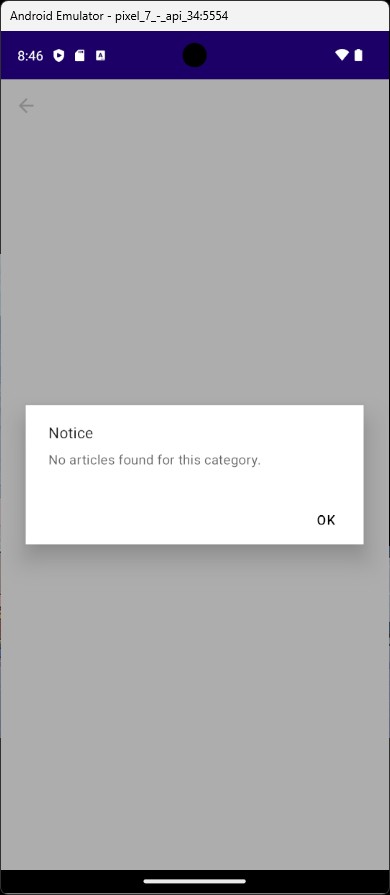 Android Emulator - pixel_7_-_api_34:5554
8:46
Notice
No articles found for this category.
OK